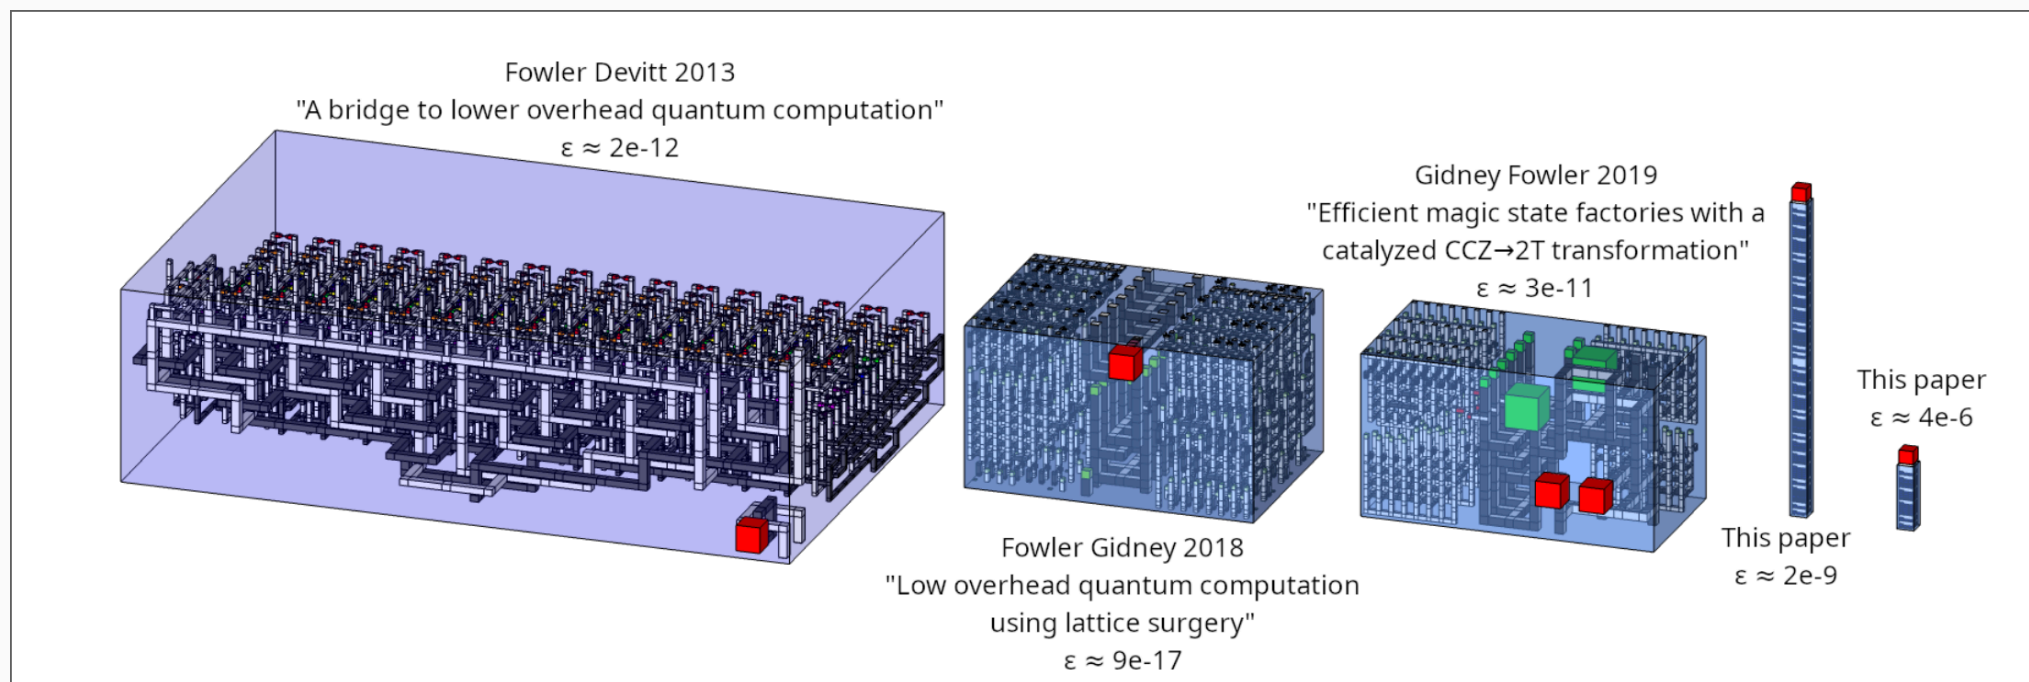 Fowler Devitt 2013
"A bridge to lower overhead quantum computation"
ε ≈ 2e-12
Fowler Gidney 2018
"Low overhead quantum computation
using lattice surgery"
ε ≈ 9e-17
Gidney Fowler 2019
"Efficient magic state factories with a
catalyzed CCZ→2T transformation"
ε ≈ 3e-11
This paper
ε ≈ 2e-9
This paper
ε ≈ 4e-6